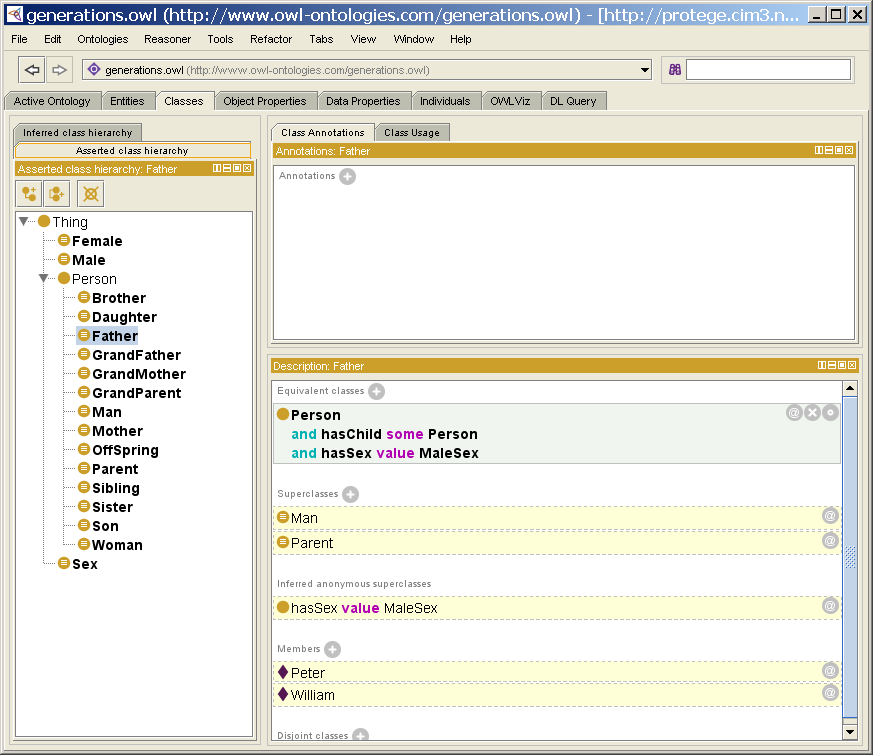 generations.owl (http://www.owl-ontologies.com/generations.owl) - [http://protege.cim3.n...
File Edit Ontologies Reasoner Tools Refactor Tabs View Window Help
generations.owl (http://www.owl-ontologies.com/generations.owl)
Active Ontology Entities Classes Object Properties Data Properties Individuals OWLViz DL Query
Inferred class hierarchy
Asserted class hierarchy
Asserted class hierarchy: Father
Thing
Female
Male
Person
Brother
Daughter
Father
GrandFather
GrandMother
GrandParent
Man
Mother
OffSpring
Parent
Sibling
Sister
Son
Woman
Sex
Class Annotations Class Usage
Annotations: Father
Annotations
Description: Father
Equivalent classes
Person
and hasChild some Person
and hasSex value MaleSex
Superclasses
Man
Parent
Inferred anonymous superclasses
hasSex value MaleSex
Members
Peter
William
Disjoint classes